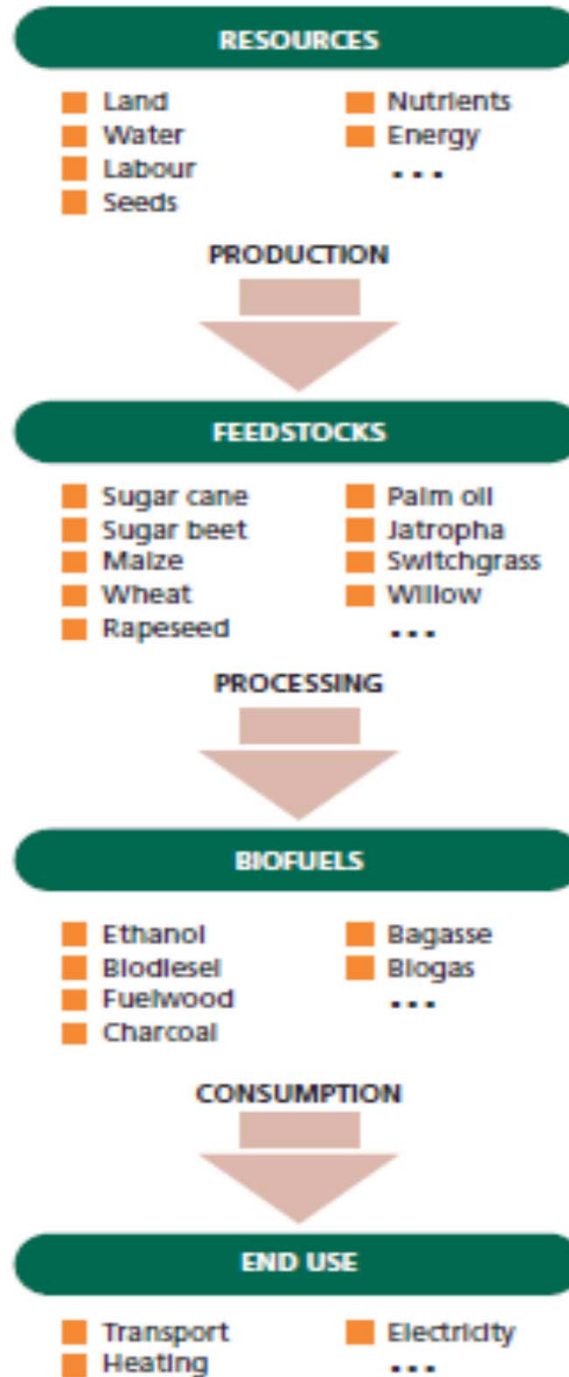 RESOURCES
Land
Water
Labour
Seeds
Nutrients
Energy
...
PRODUCTION
FEEDSTOCKS
Sugar cane
Sugar beet
Maize
Wheat
Rapeseed
Palm oil
Jatropha
Switchgrass
Willow
...
PROCESSING
BIOFUELS
Ethanol
Biodiesel
Fuelwood
Charcoal
Bagasse
Biogas
...
CONSUMPTION
END USE
Transport
Heating
Electricity
...